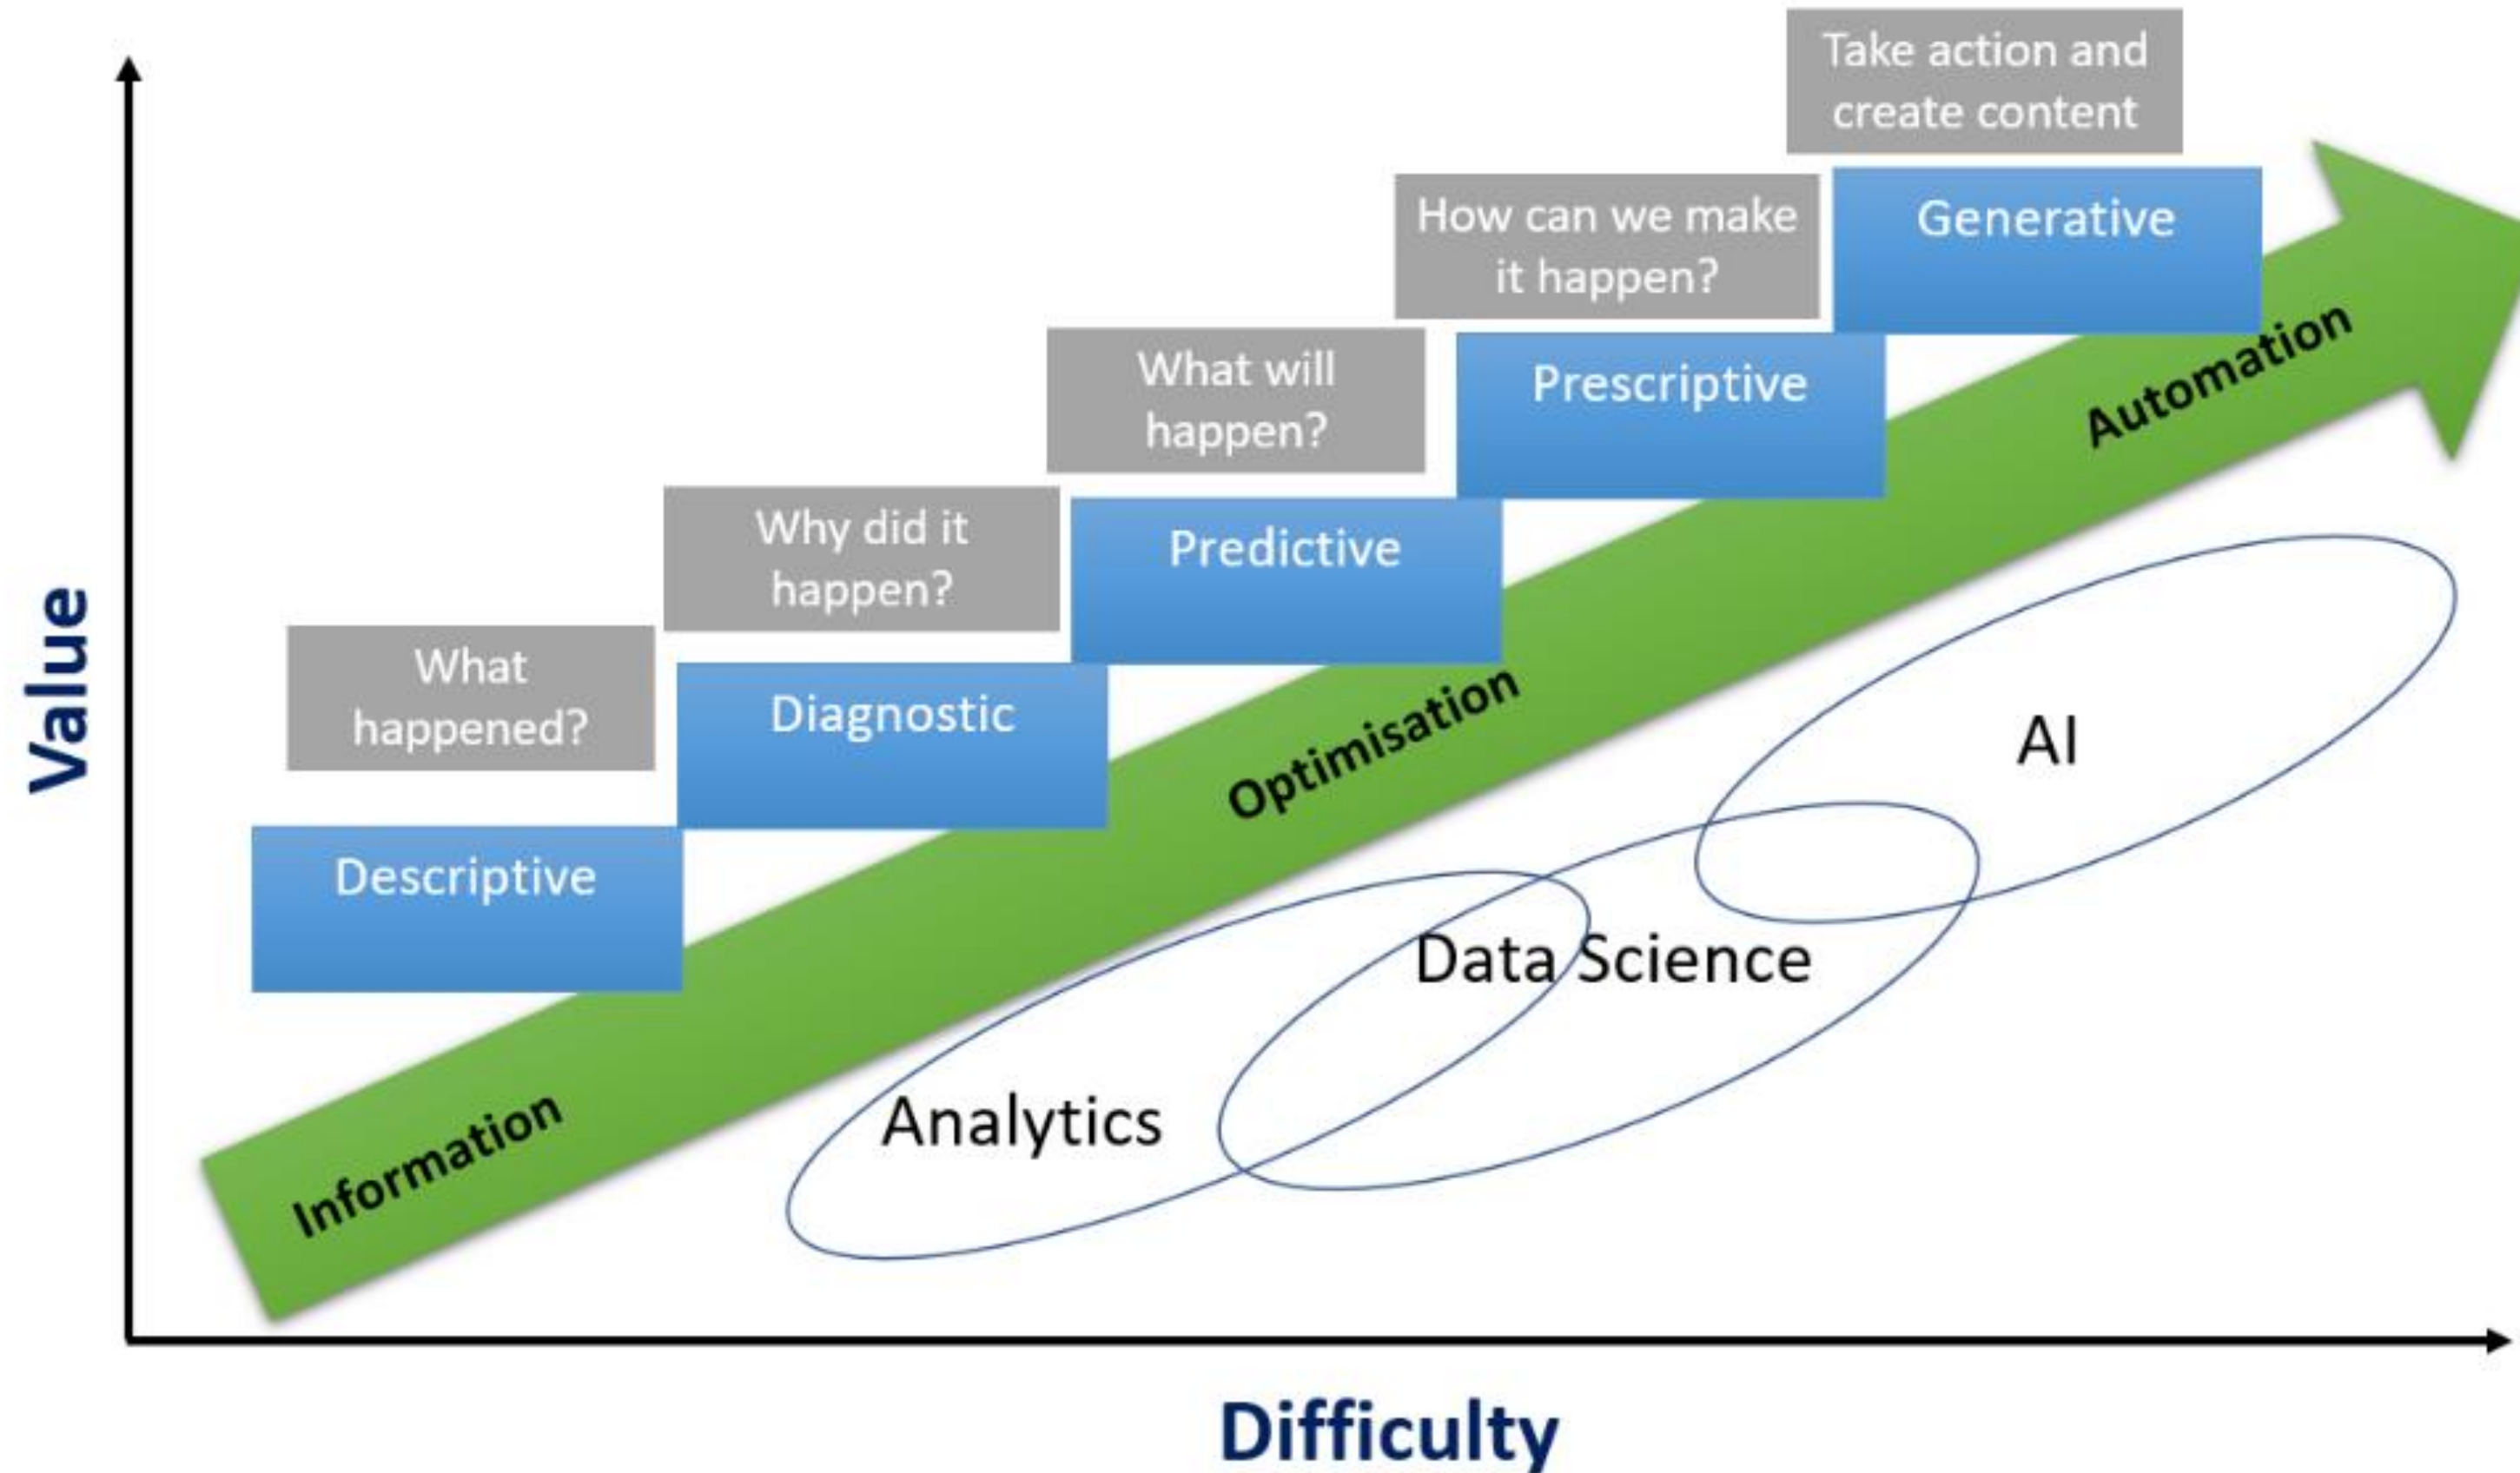 Take action and
create content
Generative
How can we make
it happen?
Prescriptive
What will
happen?
Predictive
Why did it
happen?
Diagnostic
What
happened?
Descriptive
Information
Optimisation
Automation
AI
Data Science
Analytics
Value
Difficulty